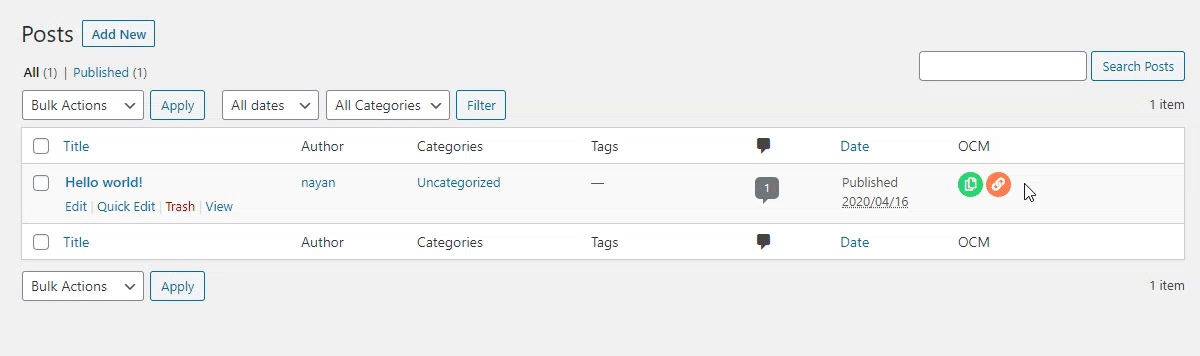 Posts Add New
All (1) | Published (1)
Search Posts
Bulk Actions Apply All dates All Categories Filter 1 item
Title Author Categories Tags Date OCM
Hello world! nayan Uncategorized — 1 Published
2020/04/16
Edit | Quick Edit | Trash | View
Title Author Categories Tags Date OCM
Bulk Actions Apply 1 item